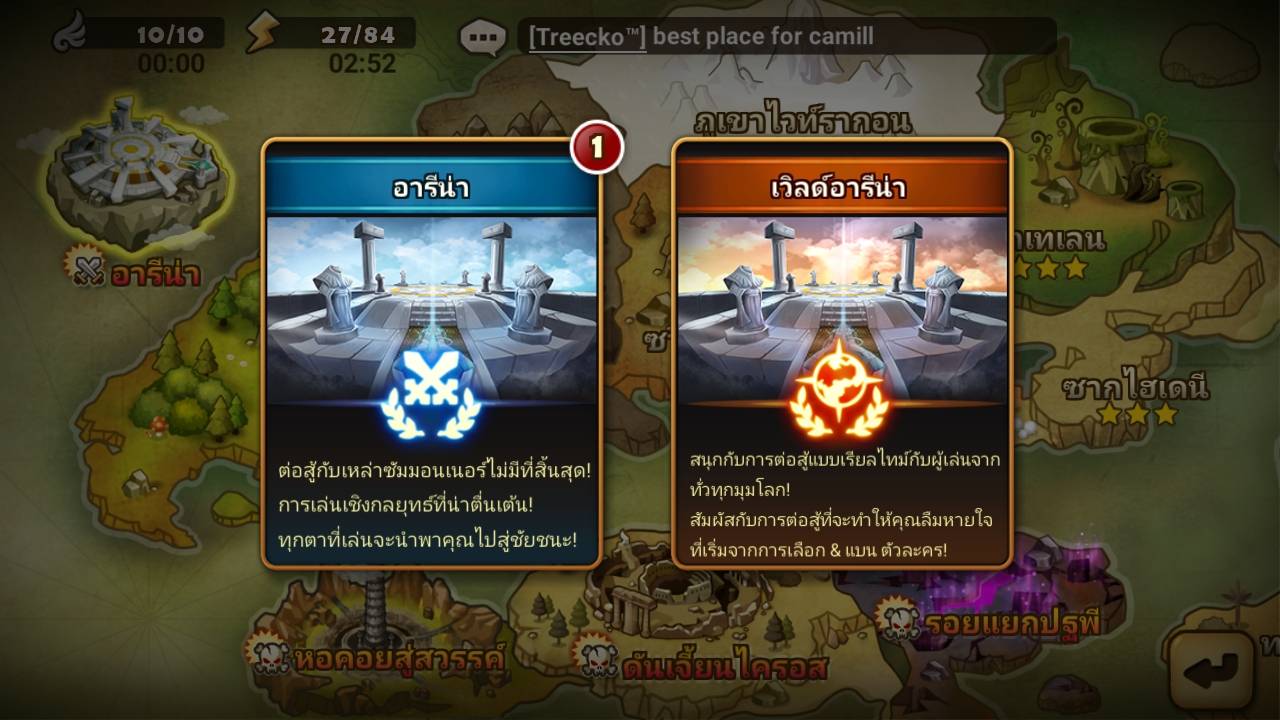 10/10
27/84
[Treecko™] best place for camill
00:00
02:52
ภูเขาไวท์รากอน
1
อารีน่า
เวิลด์อารีน่า
อารีน่า
ซากไฮเดนี
ต่อสู้กับเหล่าซัมมอนเนอร์ไม่มีที่สิ้นสุด!
การเล่นเชิงกลยุทธ์ที่น่าตื่นเต้น!
ทุกตาที่เล่นจะนำพาคุณไปสู่ชัยชนะ!
สนุกกับการต่อสู้แบบเรียลไทม์กับผู้เล่นจาก
ทั่วทุกมุมโลก!
สัมผัสกับการต่อสู้ที่จะทำให้คุณลืมหายใจ
ที่เริ่มจากการเลือก & แบน ตัวละคร!
รอยแยกปฐพี
หอคอยสู่สวรรค์
ดันเจี้ยนไครอส